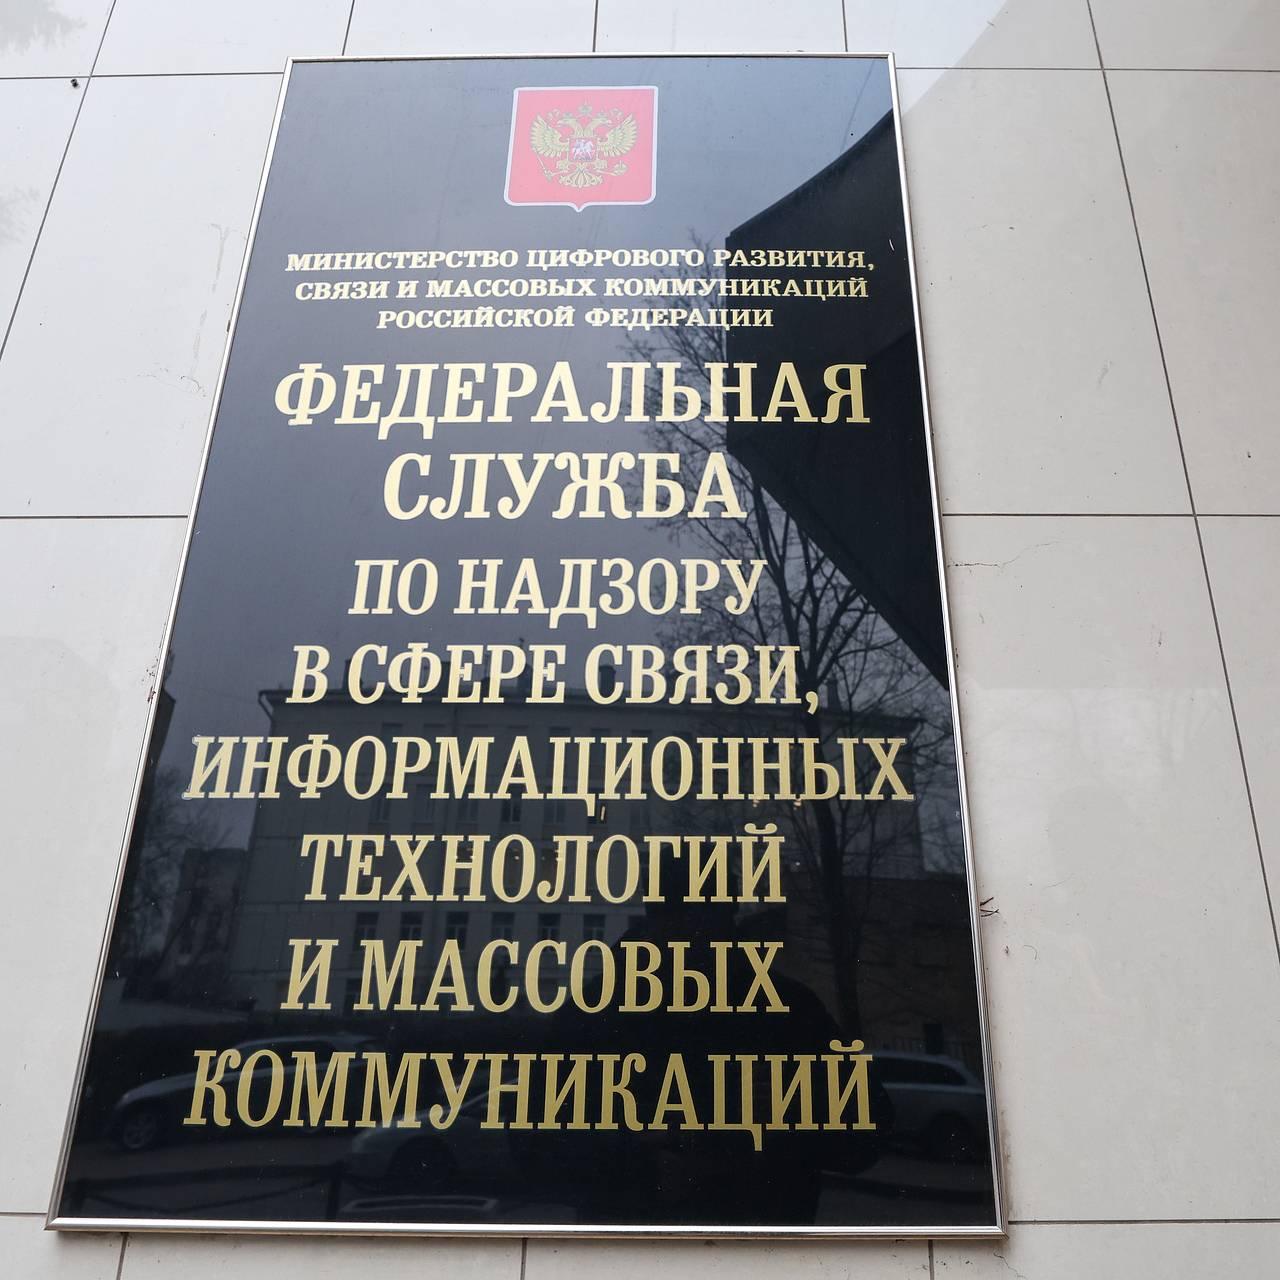 МИНИСТЕРСТВО ЦИФРОВОГО РАЗВИТИЯ,
СВЯЗИ И МАССОВЫХ КОММУНИКАЦИЙ
РОССИЙСКОЙ ФЕДЕРАЦИИ
ФЕДЕРАЛЬНАЯ
СЛУЖБА
ПО НАДЗОРУ
В СФЕРЕ СВЯЗИ,
ИНФОРМАЦИОННЫХ
ТЕХНОЛОГИЙ
И МАССОВЫХ
КОММУНИКАЦИЙ